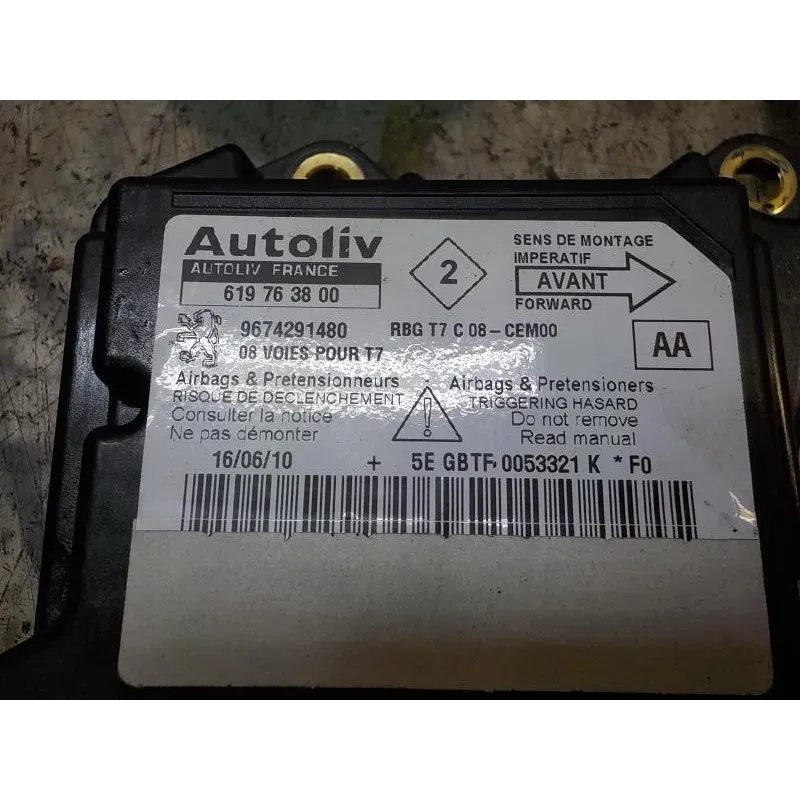 Autoliv
AUTOLIV FRANCE
619 76 38 00
2
SENS DE MONTAGE
IMPERATIF
AVANT
FORWARD
9674291480
RBG T7 C 08-CEM00
08 VOIES POUR T7
AA
Airbags & Pretensionneurs
RISQUE DE DECLENCHEMENT
Consulter la notice
Ne pas démonter
!
Airbags & Pretensioners
TRIGGERING HASARD
Do not remove
Read manual
16/06/10 + 5E GBTF 0053321 K *F0